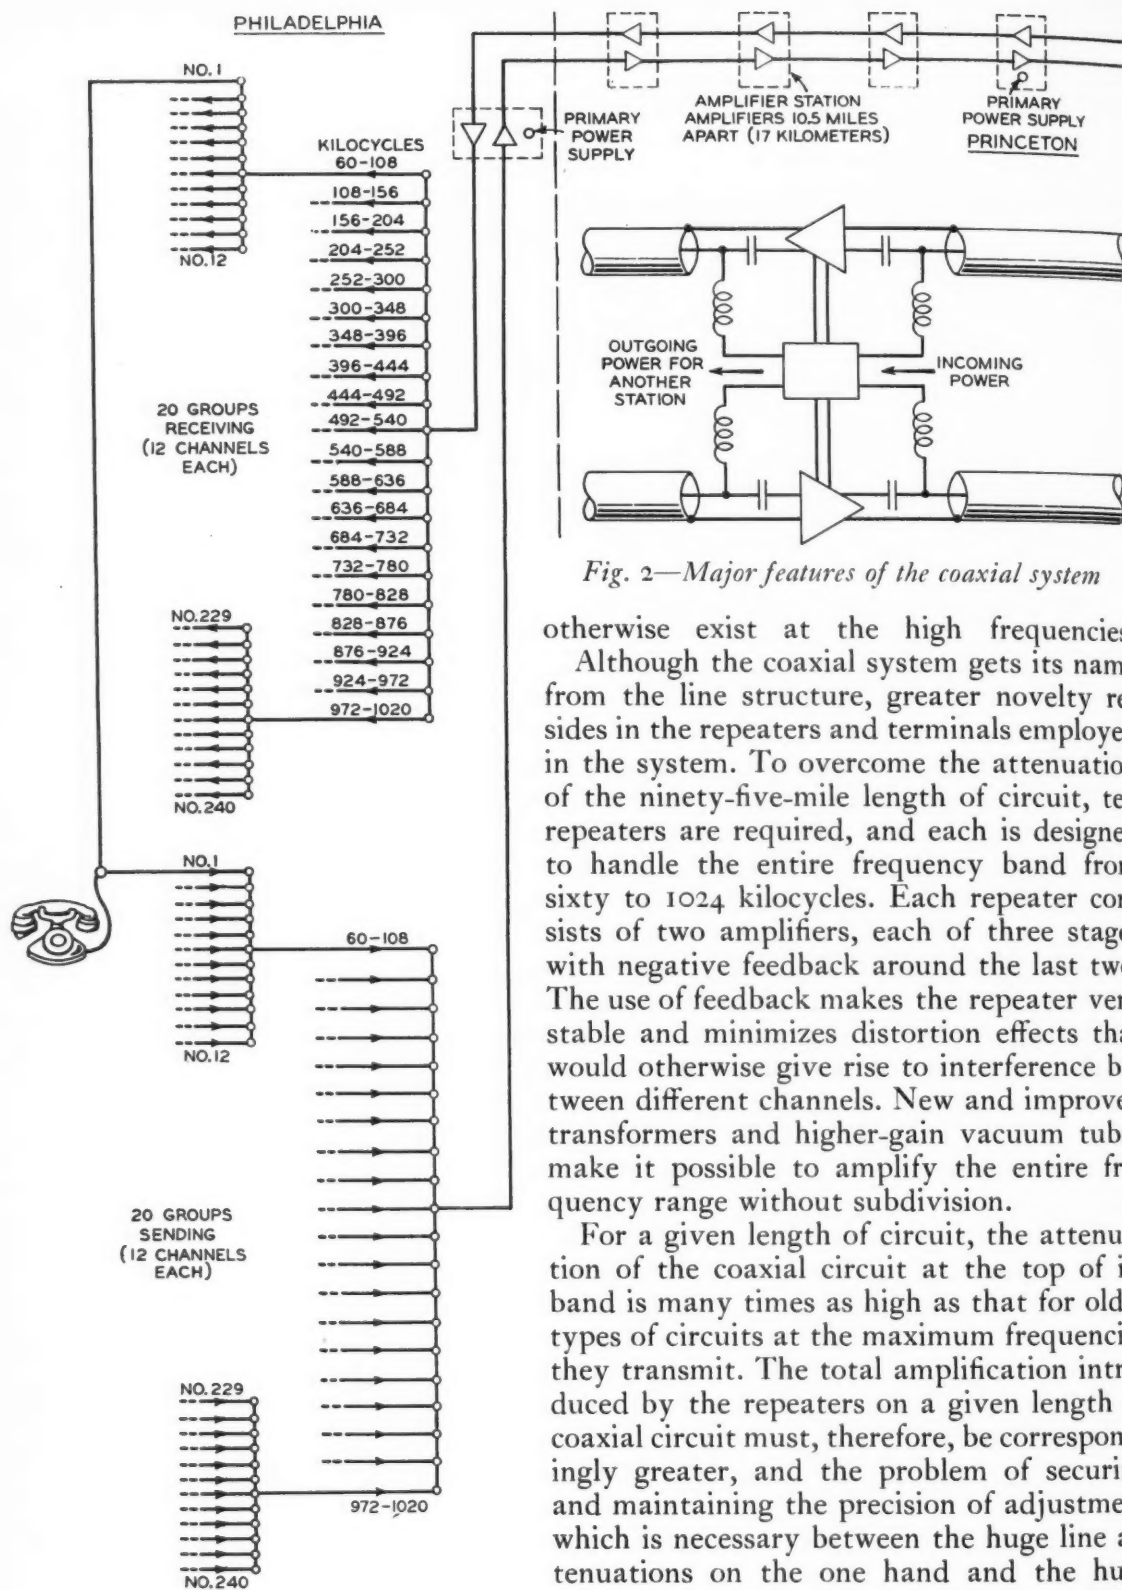 PHILADELPHIA
NO. 1
NO. 12
KILOCYCLES
60-108
108-156
156-204
204-252
252-300
300-348
348-396
396-444
444-492
492-540
540-588
588-636
636-684
684-732
732-780
780-828
828-876
876-924
924-972
972-1020
20 GROUPS
RECEIVING
(12 CHANNELS
EACH)
NO. 229
NO. 240
NO. 1
NO. 12
60-108
20 GROUPS
SENDING
(12 CHANNELS
EACH)
NO. 229
972-1020
NO. 240
PRIMARY
POWER
SUPPLY
AMPLIFIER STATION
AMPLIFIERS 10.5 MILES
APART (17 KILOMETERS)
PRIMARY
POWER SUPPLY
PRINCETON
OUTGOING
POWER FOR
ANOTHER
STATION
INCOMING
POWER
Fig. 2—Major features of the coaxial system
otherwise exist at the high frequencies
Although the coaxial system gets its nam
from the line structure, greater novelty re
sides in the repeaters and terminals employe
in the system. To overcome the attenuatio
of the ninety-five-mile length of circuit, te
repeaters are required, and each is designe
to handle the entire frequency band fro
sixty to 1024 kilocycles. Each repeater con
sists of two amplifiers, each of three stage
with negative feedback around the last two
The use of feedback makes the repeater ver
stable and minimizes distortion effects tha
would otherwise give rise to interference b
tween different channels. New and improve
transformers and higher-gain vacuum tub
make it possible to amplify the entire fr
quency range without subdivision.
For a given length of circuit, the attenu
tion of the coaxial circuit at the top of i
band is many times as high as that for old
types of circuits at the maximum frequenci
they transmit. The total amplification intr
duced by the repeaters on a given length
coaxial circuit must, therefore, be correspon
ingly greater, and the problem of securi
and maintaining the precision of adjustme
which is necessary between the huge line a
tenuations on the one hand and the hu